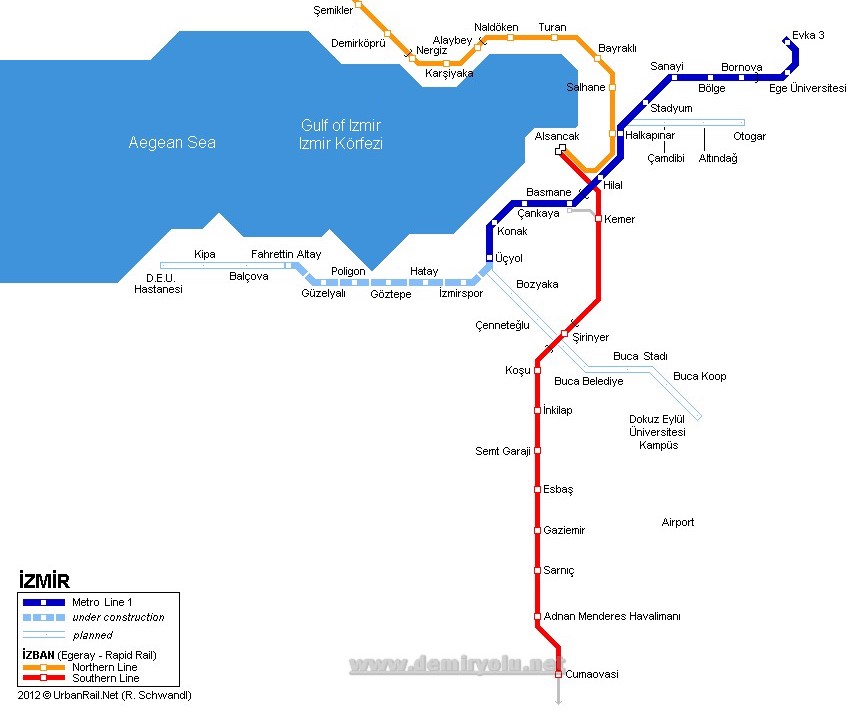 Şemikler
Demirköprü
Nergiz
Alaybey
Karşiyaka
Naldöken
Turan
Bayraklı
Salhane
Evka 3
Sanayi
Bornova
Bölge
Ege Üniversitesi
Stadyum
Halkapınar
Otogar
Çamdibi
Altındağ
Aegean Sea
Gulf of Izmir
İzmir Körfezi
Alsancak
Hilal
Basmane
Çankaya
Kemer
Konak
Üçyol
Kipa
Fahrettin Altay
Balçova
D.E.U.
Hastanesi
Poligon
Hatay
Güzelyalı
Göztepe
İzmirspor
Bozyaka
Çenneteğlu
Şirinyer
Buca Stadı
Buca Koop
Buca Belediye
Koşu
Dokuz Eylül
Üniversitesi
Kampüs
İnkilap
Semt Garaji
Esbaş
Airport
Gaziemir
Sarnıç
Adnan Menderes Havalimanı
Cumaovasi
www.demiryolu.net
İZMİR
Metro Line 1
under construction
planned
İZBAN (Egeray - Rapid Rail)
Northern Line
Southern Line
2012 © UrbanRail.Net (R. Schwandl)